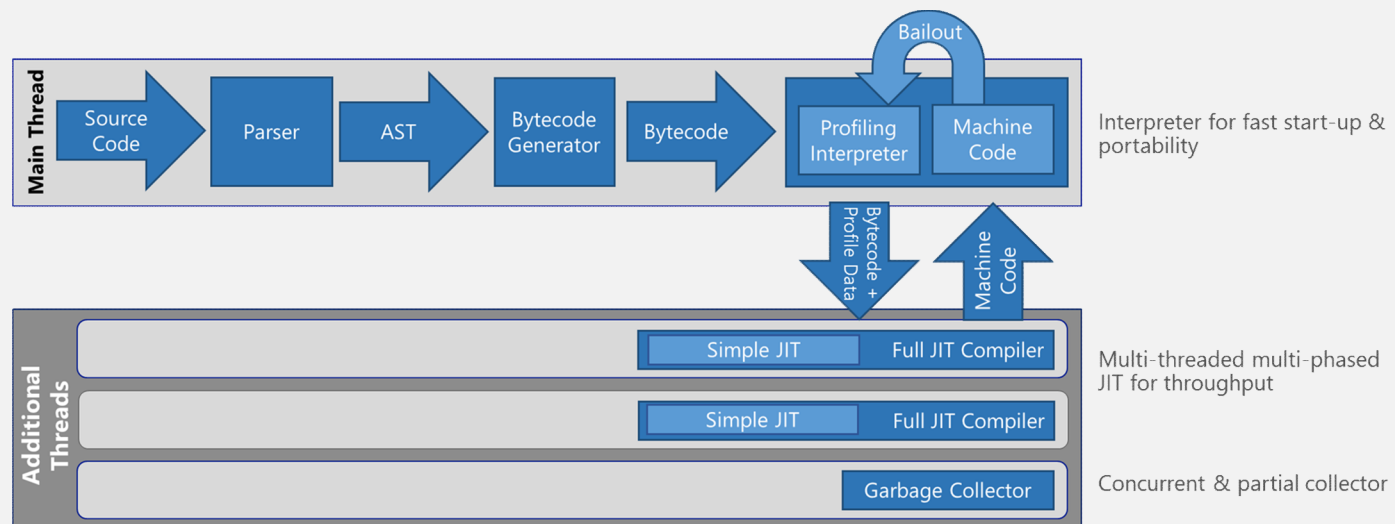 Bailout
Main Thread
Source
Code
Parser
AST
Bytecode
Generator
Bytecode
Profiling
Interpreter
Machine
Code
Interpreter for fast start-up &
portability
Bytecode +
Profile Data
Machine
Code
Additional
Threads
Simple JIT
Full JIT Compiler
Multi-threaded multi-phased
JIT for throughput
Simple JIT
Full JIT Compiler
Garbage Collector
Concurrent & partial collector